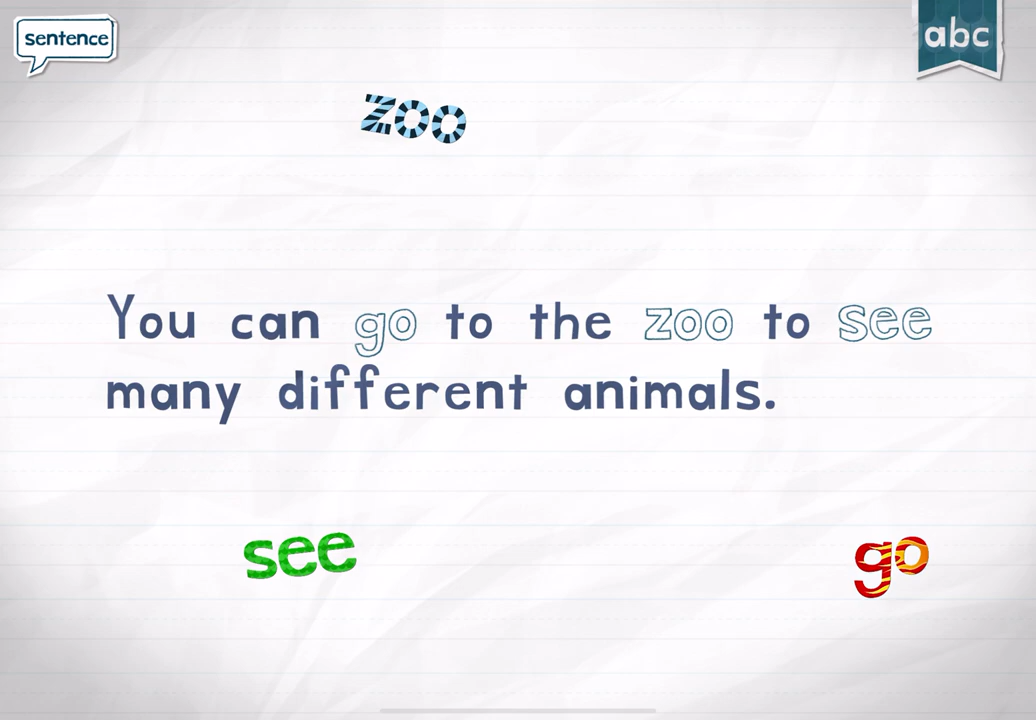 sentence
abc
zoo
You can go to the zoo to see
many different animals.
see
go